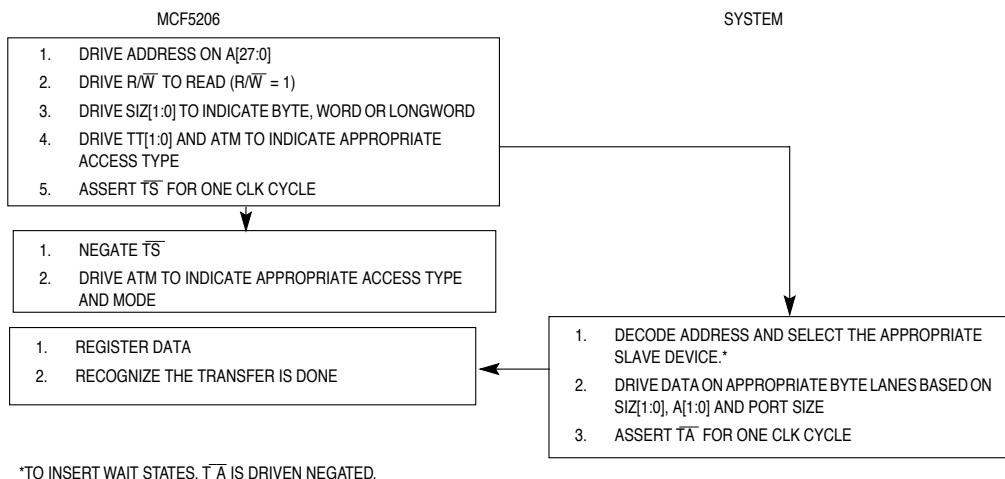 MCF5206
SYSTEM
1. DRIVE ADDRESS ON A[27:0]
2. DRIVE R/W̅ TO READ (R/W̅ = 1)
3. DRIVE SIZ[1:0] TO INDICATE BYTE, WORD OR LONGWORD
4. DRIVE TT[1:0] AND ATM TO INDICATE APPROPRIATE
ACCESS TYPE
5. ASSERT T̅S̅ FOR ONE CLK CYCLE
1. NEGATE T̅S̅
2. DRIVE ATM TO INDICATE APPROPRIATE ACCESS TYPE
AND MODE
1. REGISTER DATA
2. RECOGNIZE THE TRANSFER IS DONE
1. DECODE ADDRESS AND SELECT THE APPROPRIATE
SLAVE DEVICE.*
2. DRIVE DATA ON APPROPRIATE BYTE LANES BASED ON
SIZ[1:0], A[1:0] AND PORT SIZE
3. ASSERT T̅A̅ FOR ONE CLK CYCLE
*TO INSERT WAIT STATES, T̅A̅ IS DRIVEN NEGATED.